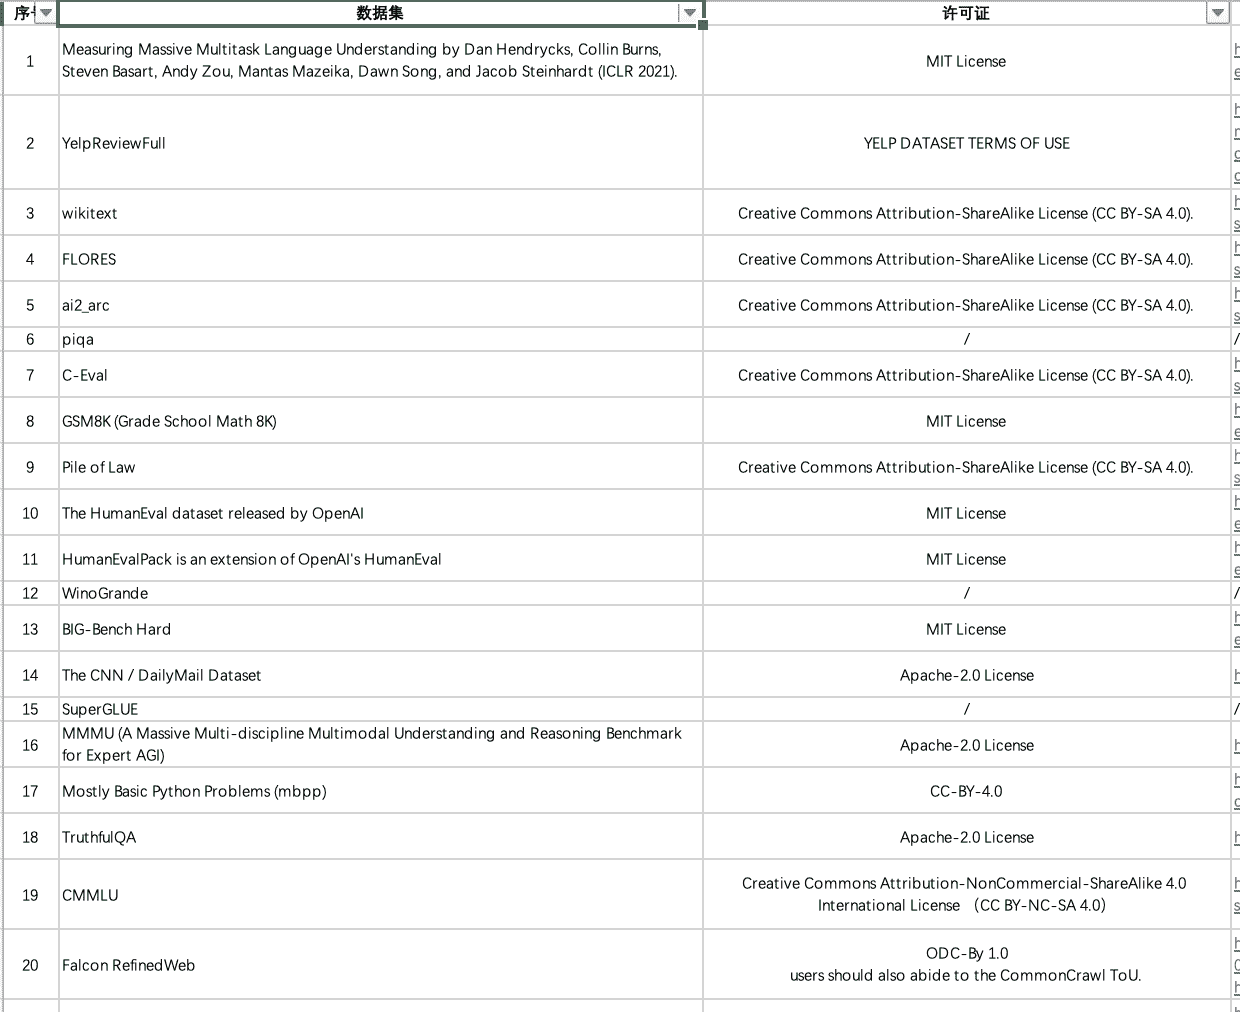 序号 数据集 许可证
1 Measuring Massive Multitask Language Understanding by Dan Hendrycks, Collin Burns,
Steven Basart, Andy Zou, Mantas Mazeika, Dawn Song, and Jacob Steinhardt (ICLR 2021). MIT License
2 YelpReviewFull YELP DATASET TERMS OF USE
3 wikitext Creative Commons Attribution-ShareAlike License (CC BY-SA 4.0).
4 FLORES Creative Commons Attribution-ShareAlike License (CC BY-SA 4.0).
5 ai2_arc Creative Commons Attribution-ShareAlike License (CC BY-SA 4.0).
6 piqa / /
7 C-Eval Creative Commons Attribution-ShareAlike License (CC BY-SA 4.0).
8 GSM8K (Grade School Math 8K) MIT License
9 Pile of Law Creative Commons Attribution-ShareAlike License (CC BY-SA 4.0).
10 The HumanEval dataset released by OpenAI MIT License
11 HumanEvalPack is an extension of OpenAI's HumanEval MIT License
12 WinoGrande / /
13 BIG-Bench Hard MIT License
14 The CNN / DailyMail Dataset Apache-2.0 License
15 SuperGLUE / /
16 MMMU (A Massive Multi-discipline Multimodal Understanding and Reasoning Benchmark
for Expert AGI) Apache-2.0 License
17 Mostly Basic Python Problems (mbpp) CC-BY-4.0
18 TruthfulQA Apache-2.0 License
19 CMMLU Creative Commons Attribution-NonCommercial-ShareAlike 4.0
International License （CC BY-NC-SA 4.0）
20 Falcon RefinedWeb ODC-By 1.0
users should also abide to the CommonCrawl ToU.